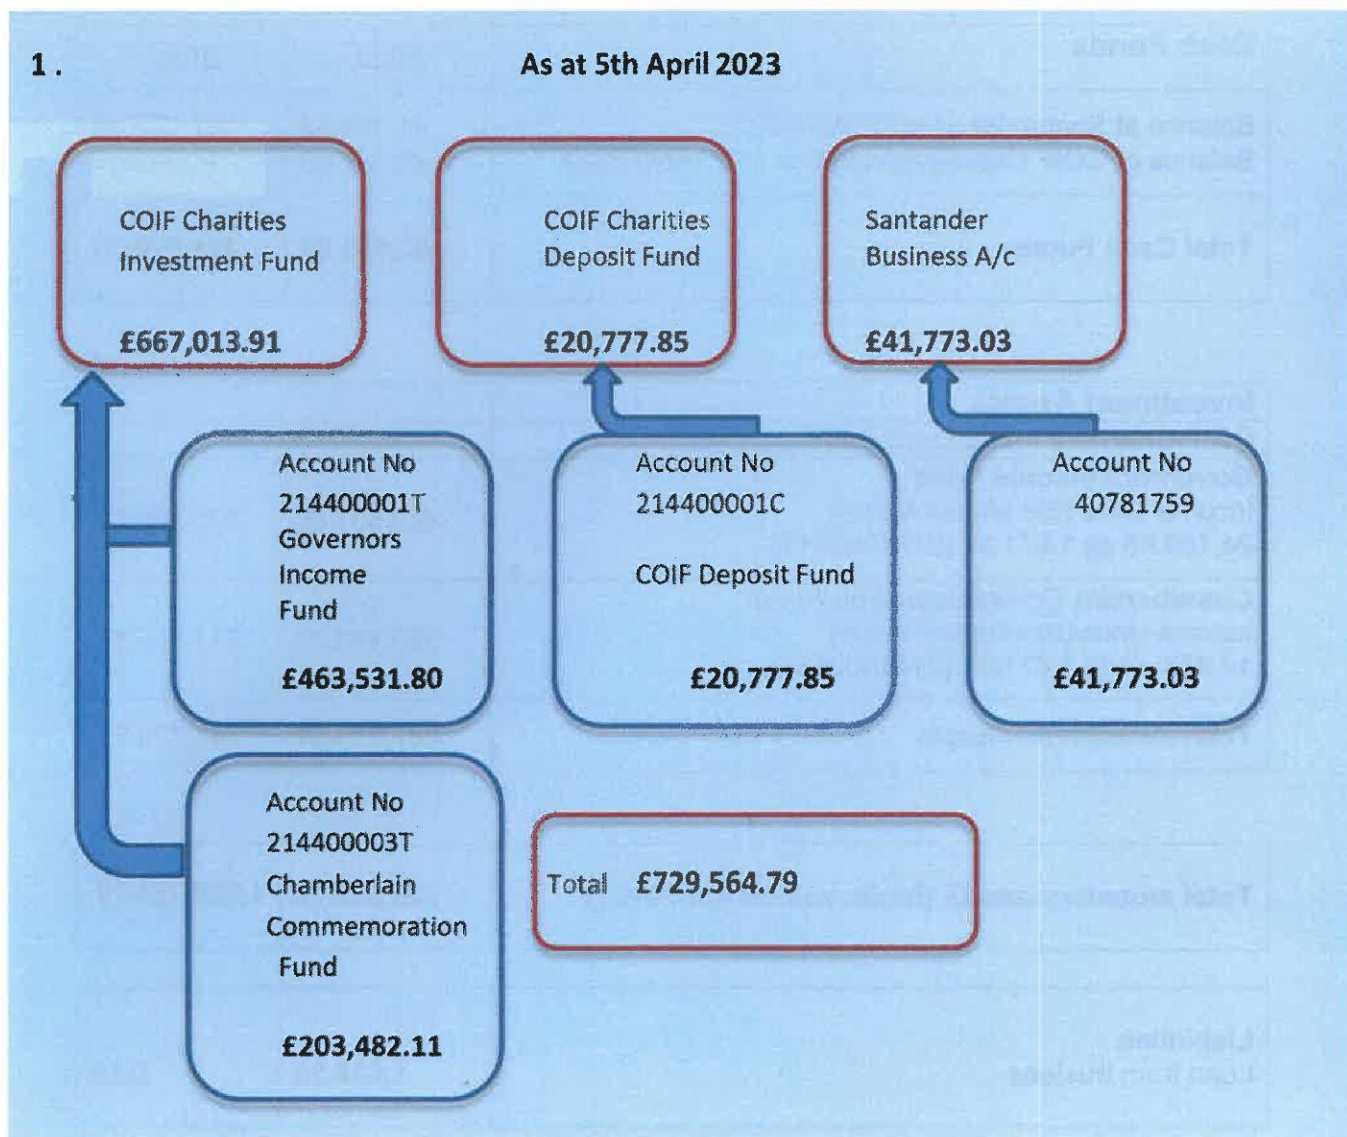 1 .
As at 5th April 2023
COIF Charities
Investment Fund
£667,013.91
COIF Charities
Deposit Fund
£20,777.85
Santander
Business A/c
£41,773.03
Account No
214400001T
Governors
Income
Fund
£463,531.80
Account No
214400001C
COIF Deposit Fund
£20,777.85
Account No
40781759
£41,773.03
Account No
214400003T
Chamberlain
Commemoration
Fund
£203,482.11
Total £729,564.79